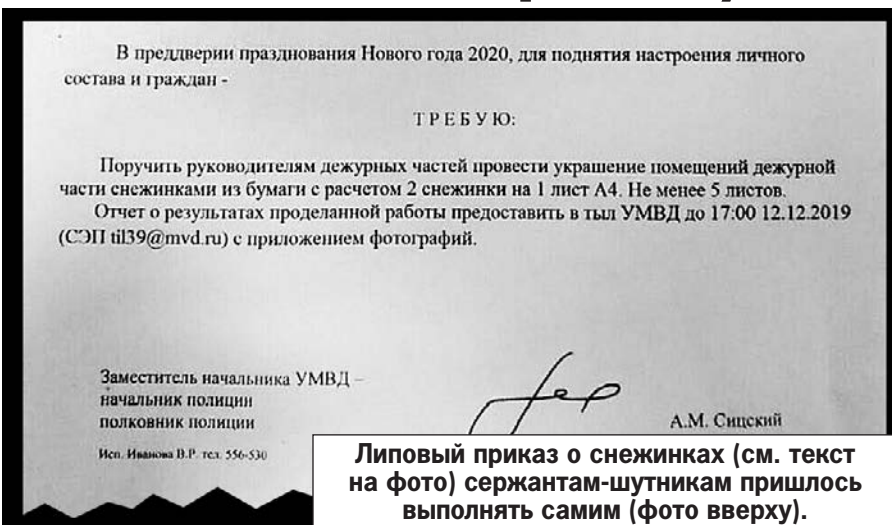 В преддверии празднования Нового года 2020, для поднятия настроения личного
состава и граждан -
ТРЕБУЮ:
Поручить руководителям дежурных частей провести украшение помещений дежурной
части снежинками из бумаги с расчетом 2 снежинки на 1 лист А4. Не менее 5 листов.
Отчет о результатах проделанной работы предоставить в тыл УМВД до 17:00 12.12.2019
(СЭП til39@mvd.ru) с приложением фотографий.
Заместитель начальника УМВД –
начальник полиции
полковник полиции
А.М. Сицский
Исп. Иванова В.Р. тел. 556-530
Липовый приказ о снежинках (см. текст
на фото) сержантам-шутникам пришлось
выполнять самим (фото вверху).